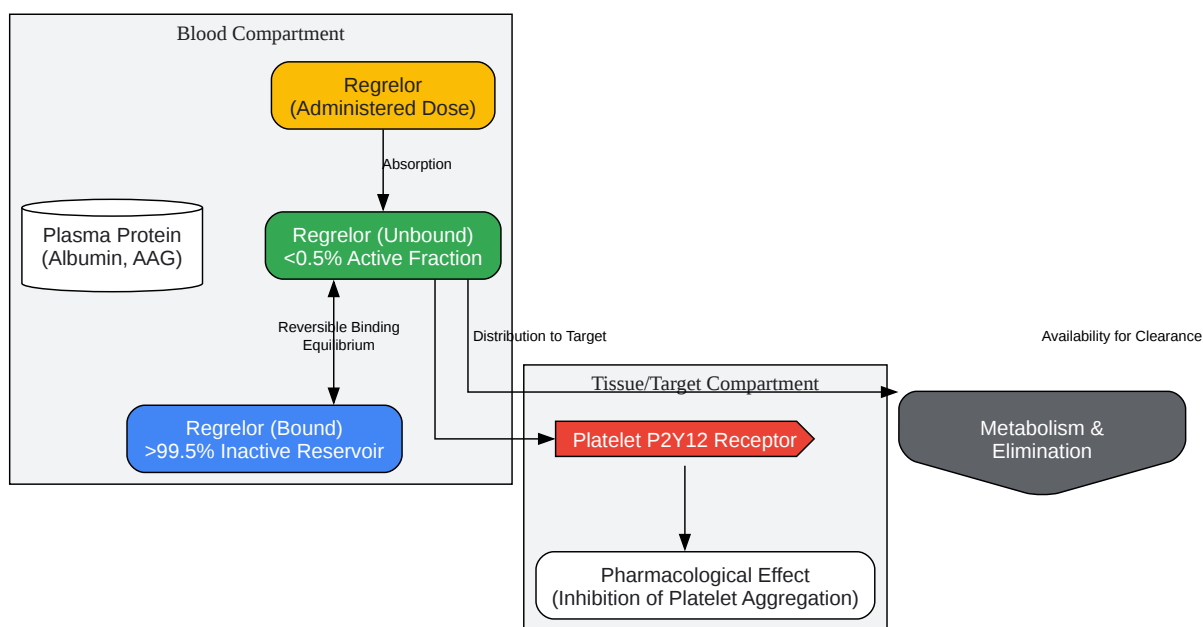 Blood Compartment
Regrelor
(Administered Dose)
Absorption
Plasma Protein
(Albumin, AAG)
Regrelor (Unbound)
<0.5% Active Fraction
Reversible Binding
Equilibrium
Distribution to Target
Availability for Clearance
Regrelor (Bound)
>99.5% Inactive Reservoir
Tissue/Target Compartment
Platelet P2Y12 Receptor
Metabolism &
Elimination
Pharmacological Effect
(Inhibition of Platelet Aggregation)